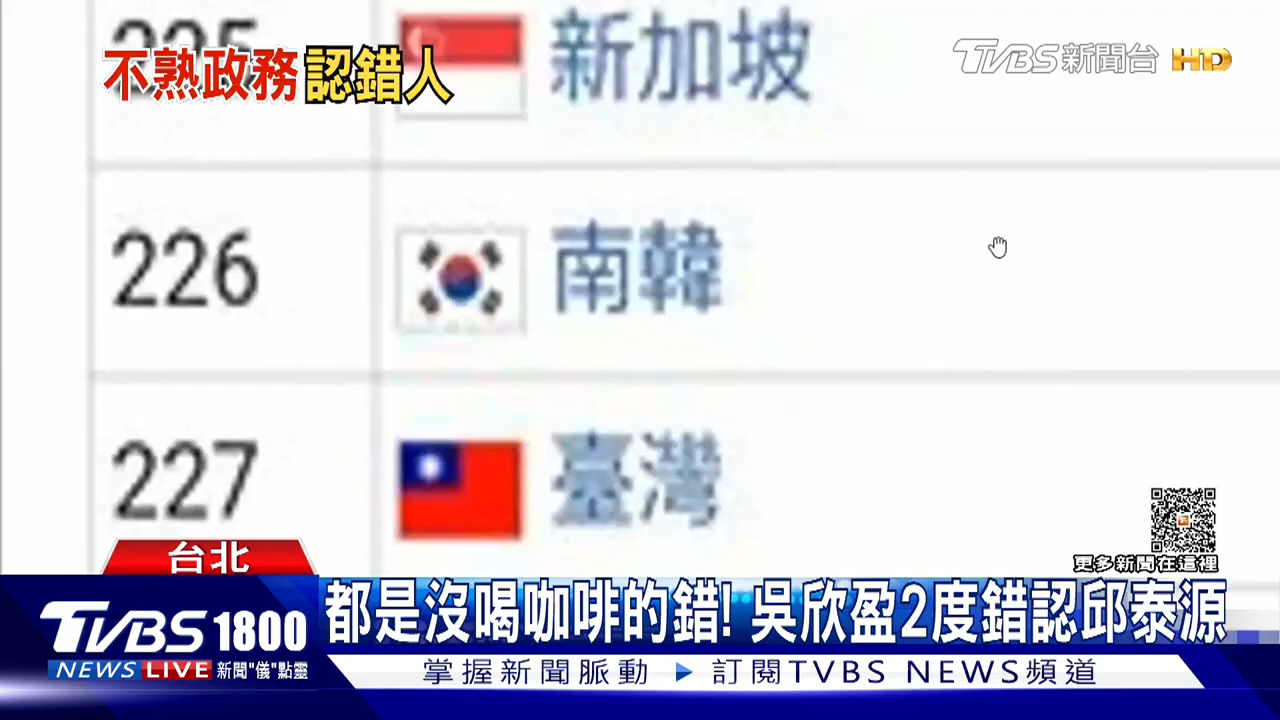 225
新加坡
不熟政務 認錯人
TVBS新聞台 HD
226
南韓
227
臺灣
更多新聞在這裡
台北
都是沒喝咖啡的錯! 吳欣盈2度錯認邱泰源
TVBS 1800
NEWS LIVE 新聞"儀"點靈
掌握新聞脈動 ▶ 訂閱TVBS NEWS頻道